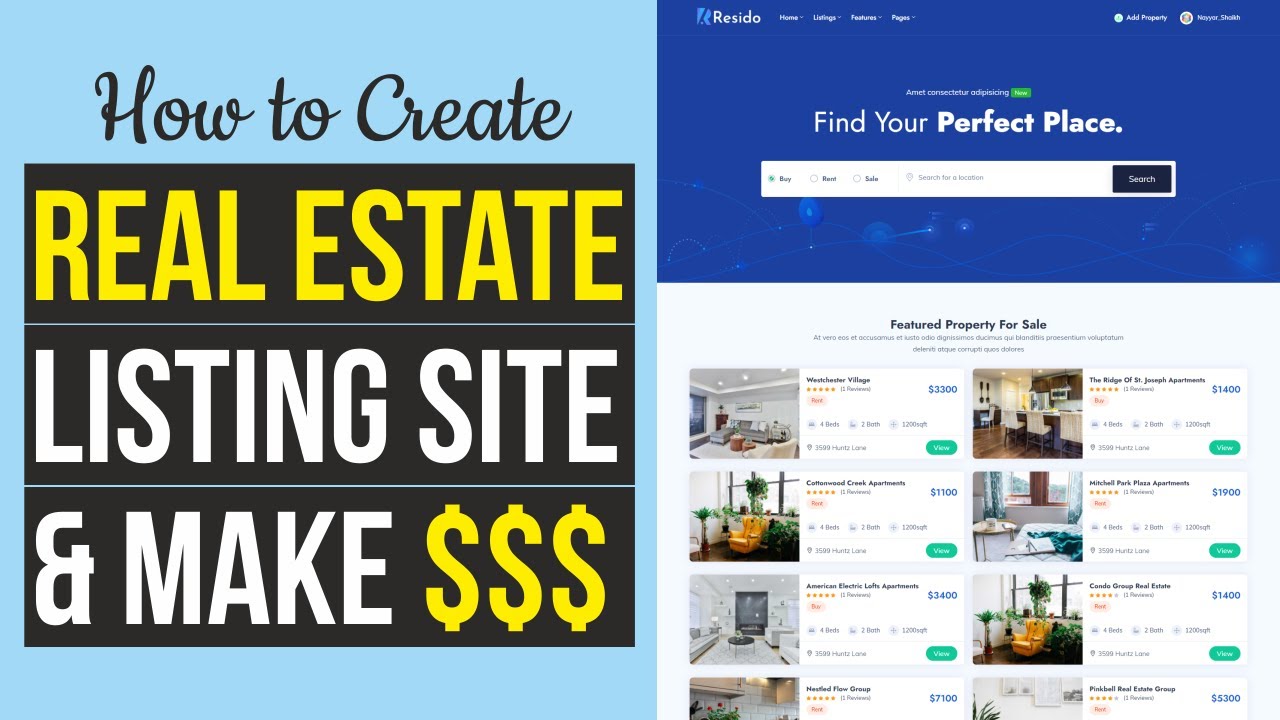 How to Create
REAL ESTATE
LISTING SITE
& MAKE $$$
Resido
Home
Listings
Features
Pages
Add Property
Nayyar_Shaikh
Amet consectetur adipisicing New
Find Your Perfect Place.
Buy
Rent
Sale
Search for a location
Search
Featured Property For Sale
At vero eos et accusamus et iusto odio dignissimos ducimus qui blanditiis praesentium voluptatum
deleniti atque corrupti quos dolores
Westchester Village
(1 Reviews)
$3300
Rent
4 Beds
2 Bath
1200sqft
3599 Huntz Lane
View
The Ridge Of St. Joseph Apartments
(1 Reviews)
$1400
Buy
4 Beds
2 Bath
1200sqft
3599 Huntz Lane
View
Cottonwood Creek Apartments
(1 Reviews)
$1100
Rent
4 Beds
2 Bath
1200sqft
3599 Huntz Lane
View
Mitchell Park Plaza Apartments
(1 Reviews)
$1900
Rent
4 Beds
2 Bath
1200sqft
3599 Huntz Lane
View
American Electric Lofts Apartments
(1 Reviews)
$3400
Buy
4 Beds
2 Bath
1200sqft
3599 Huntz Lane
View
Condo Group Real Estate
(1 Reviews)
$1400
Rent
4 Beds
2 Bath
1200sqft
3599 Huntz Lane
View
Nestled Flow Group
(1 Reviews)
$7100
Rent
Pinkbell Real Estate Group
(1 Reviews)
$5300
Rent